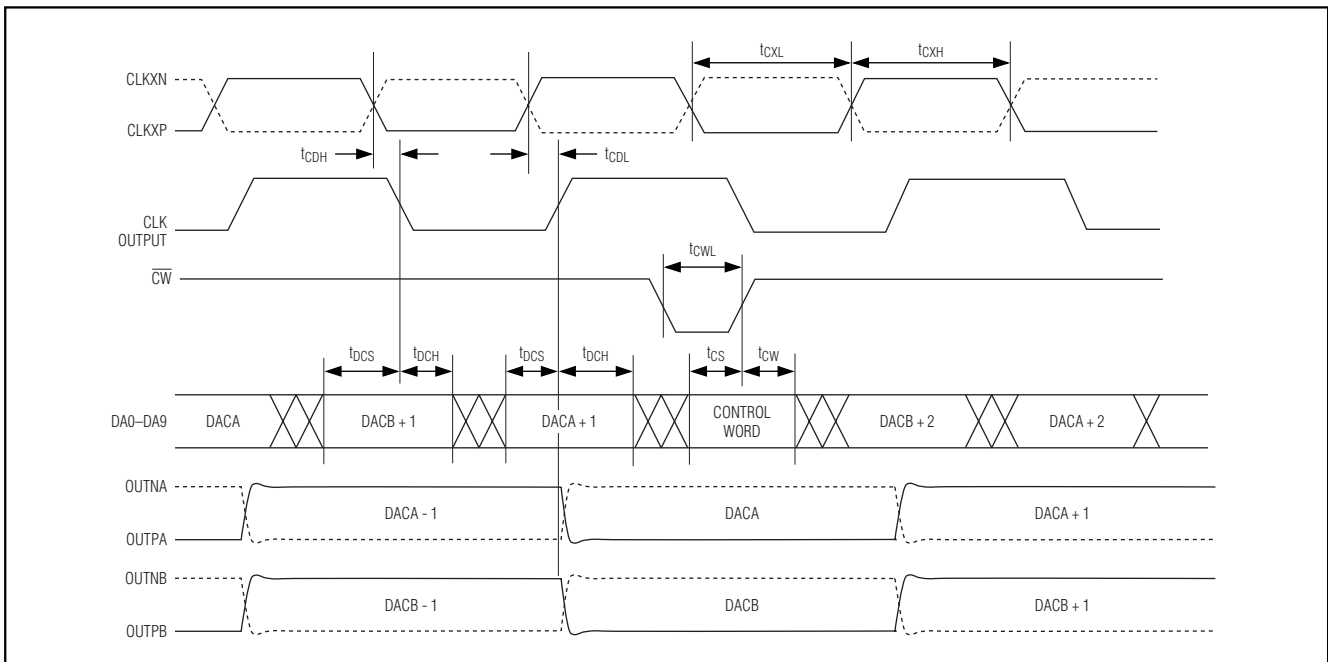 tCXL tCXH
CLKXN
CLKXP
tCDH tCDL
CLK
OUTPUT
tCWL
CW
tDCS tDCH tDCS tDCH tCS tCW
DA0–DA9 DACA DACB + 1 DACA + 1 CONTROL
WORD DACB + 2 DACA + 2
OUTNA
DACA - 1 DACA DACA + 1
OUTPA
OUTNB
DACB - 1 DACB DACB + 1
OUTPB